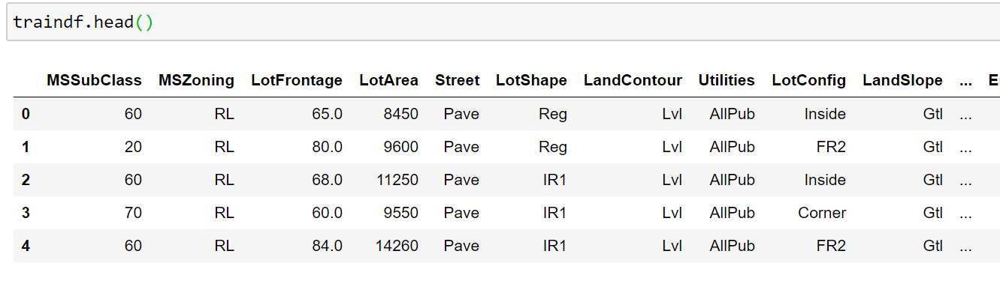 traindf.head()
MSSubClass MSZoning LotFrontage LotArea Street LotShape LandContour Utilities LotConfig LandSlope ...
0 60 RL 65.0 8450 Pave Reg Lvl AllPub Inside Gtl ...
1 20 RL 80.0 9600 Pave Reg Lvl AllPub FR2 Gtl ...
2 60 RL 68.0 11250 Pave IR1 Lvl AllPub Inside Gtl ...
3 70 RL 60.0 9550 Pave IR1 Lvl AllPub Corner Gtl ...
4 60 RL 84.0 14260 Pave IR1 Lvl AllPub FR2 Gtl ...